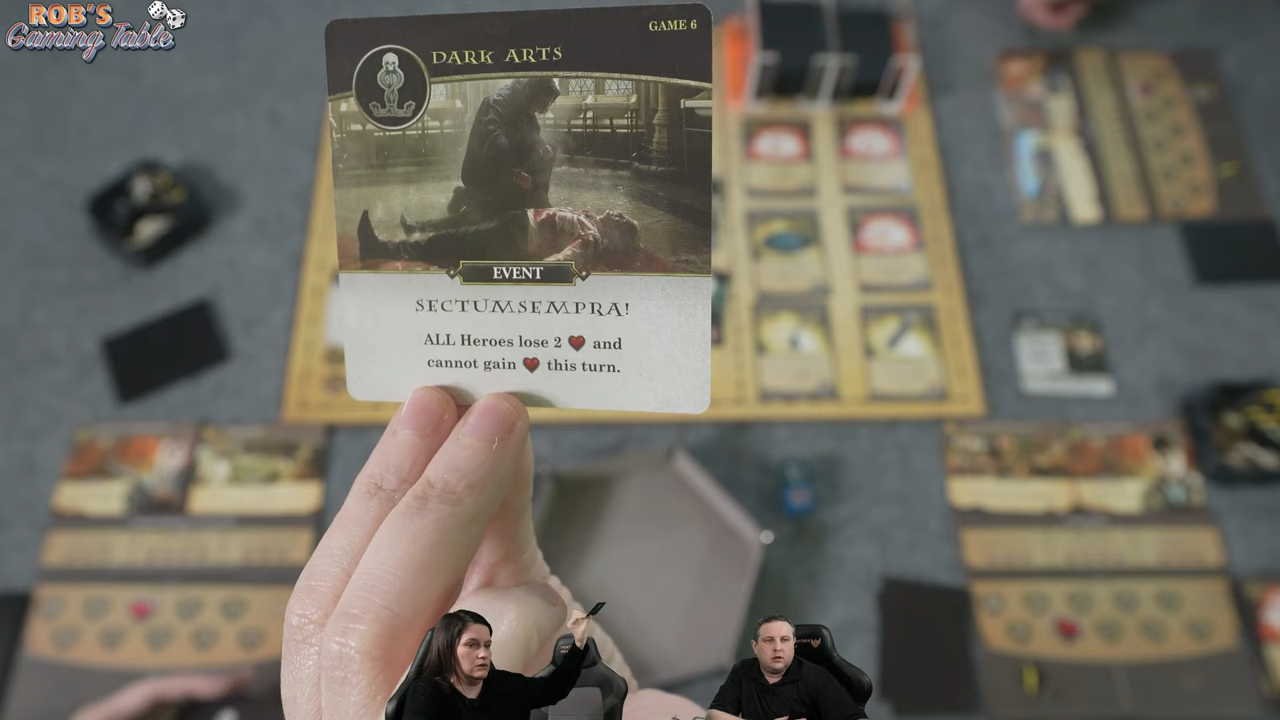 ROB'S
Gaming Table
GAME 6
DARK ARTS
EVENT
SECTUMSEMPRA!
ALL Heroes lose 2 and
cannot gain this turn.